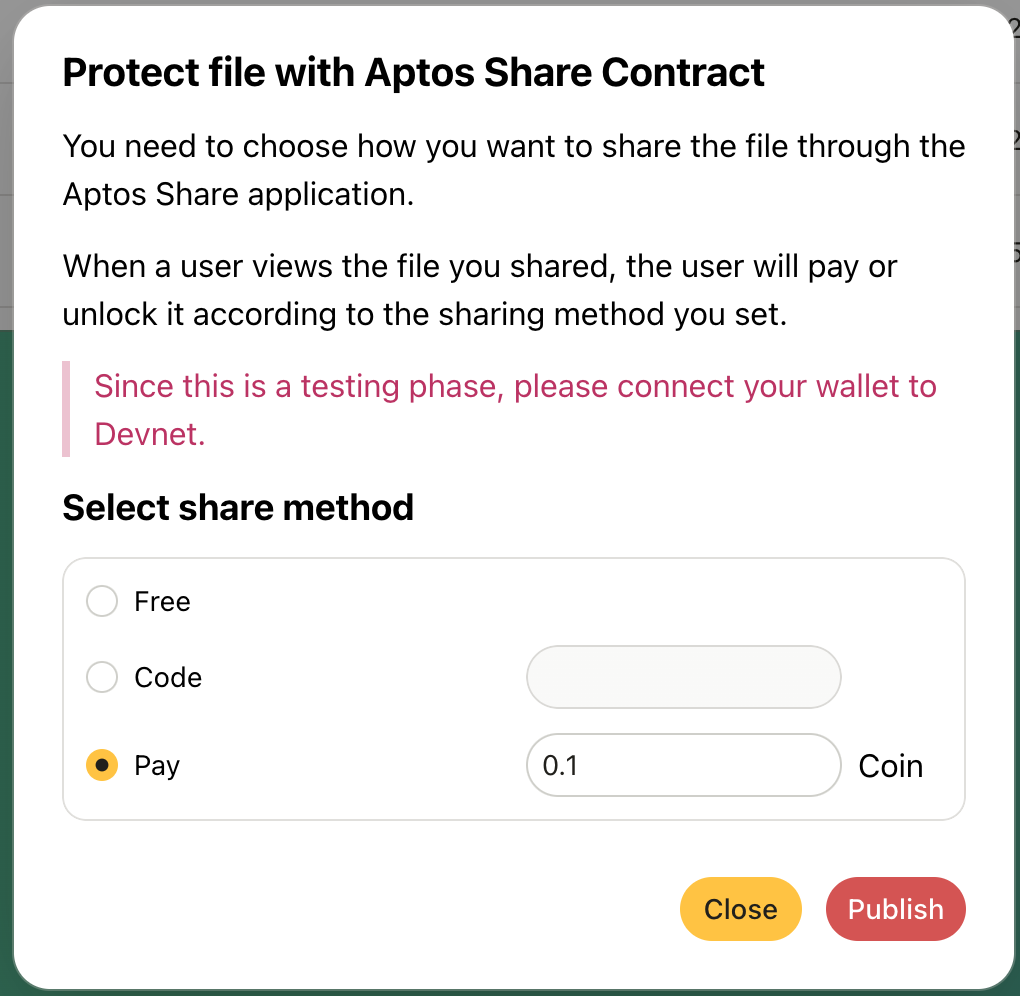 Protect file with Aptos Share Contract
You need to choose how you want to share the file through the
Aptos Share application.
When a user views the file you shared, the user will pay or
unlock it according to the sharing method you set.
Since this is a testing phase, please connect your wallet to
Devnet.
Select share method
Free
Code
Pay 0.1 Coin
Close Publish